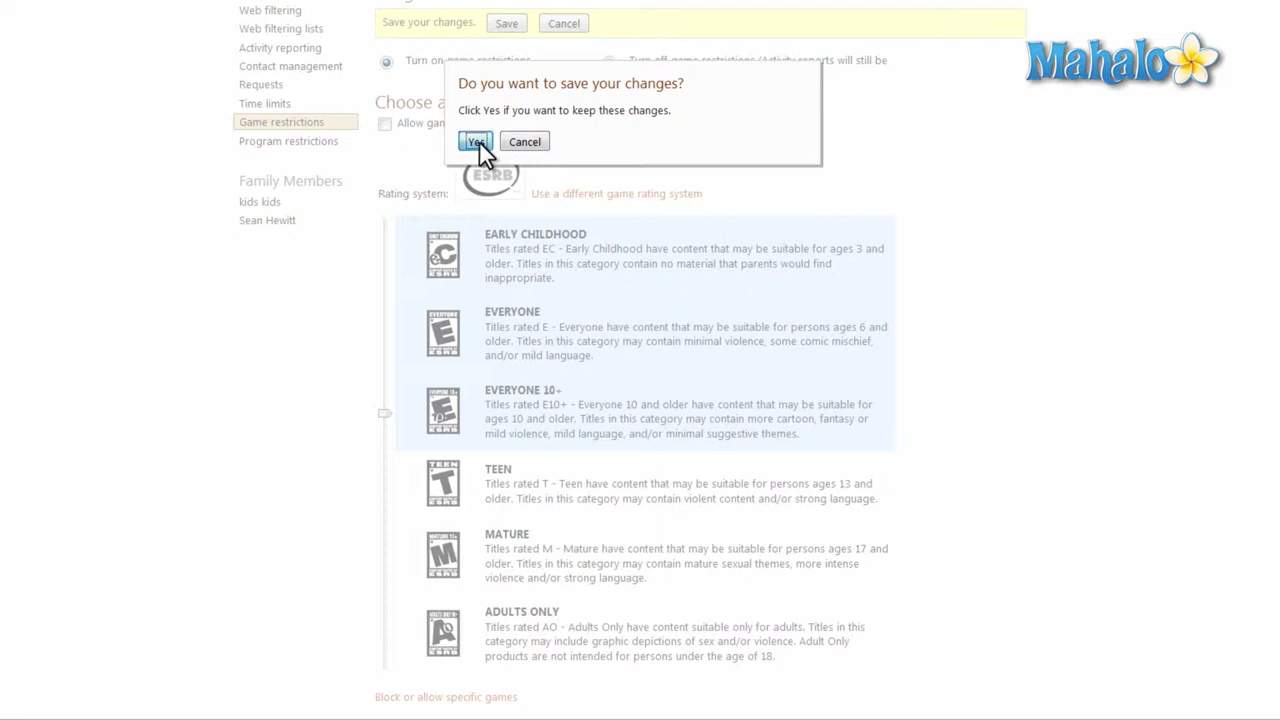 Web filtering
Web filtering lists
Activity reporting
Contact management
Requests
Time limits
Game restrictions
Program restrictions
Family Members
kids kids
Sean Hewitt
Save your changes. Save Cancel
Turn on game restrictions Turn off game restrictions (Activity reports will still be
Choose a
Allow gam
Do you want to save your changes?
Click Yes if you want to keep these changes.
Yes Cancel
Mahalo
Rating system: ESRB Use a different game rating system
EARLY CHILDHOOD
Titles rated EC - Early Childhood have content that may be suitable for ages 3 and
older. Titles in this category contain no material that parents would find
inappropriate.
EVERYONE
Titles rated E - Everyone have content that may be suitable for persons ages 6 and
older. Titles in this category may contain minimal violence, some comic mischief,
and/or mild language.
EVERYONE 10+
Titles rated E10+ - Everyone 10 and older have content that may be suitable for
ages 10 and older. Titles in this category may contain more cartoon, fantasy or
mild violence, mild language, and/or minimal suggestive themes.
TEEN
Titles rated T - Teen have content that may be suitable for persons ages 13 and
older. Titles in this category may contain violent content and/or strong language.
MATURE
Titles rated M - Mature have content that may be suitable for persons ages 17 and
older. Titles in this category may contain mature sexual themes, more intense
violence and/or strong language.
ADULTS ONLY
Titles rated AO - Adults Only have content suitable only for adults. Titles in this
category may include graphic depictions of sex and/or violence. Adult Only
products are not intended for persons under the age of 18.
Block or allow specific games